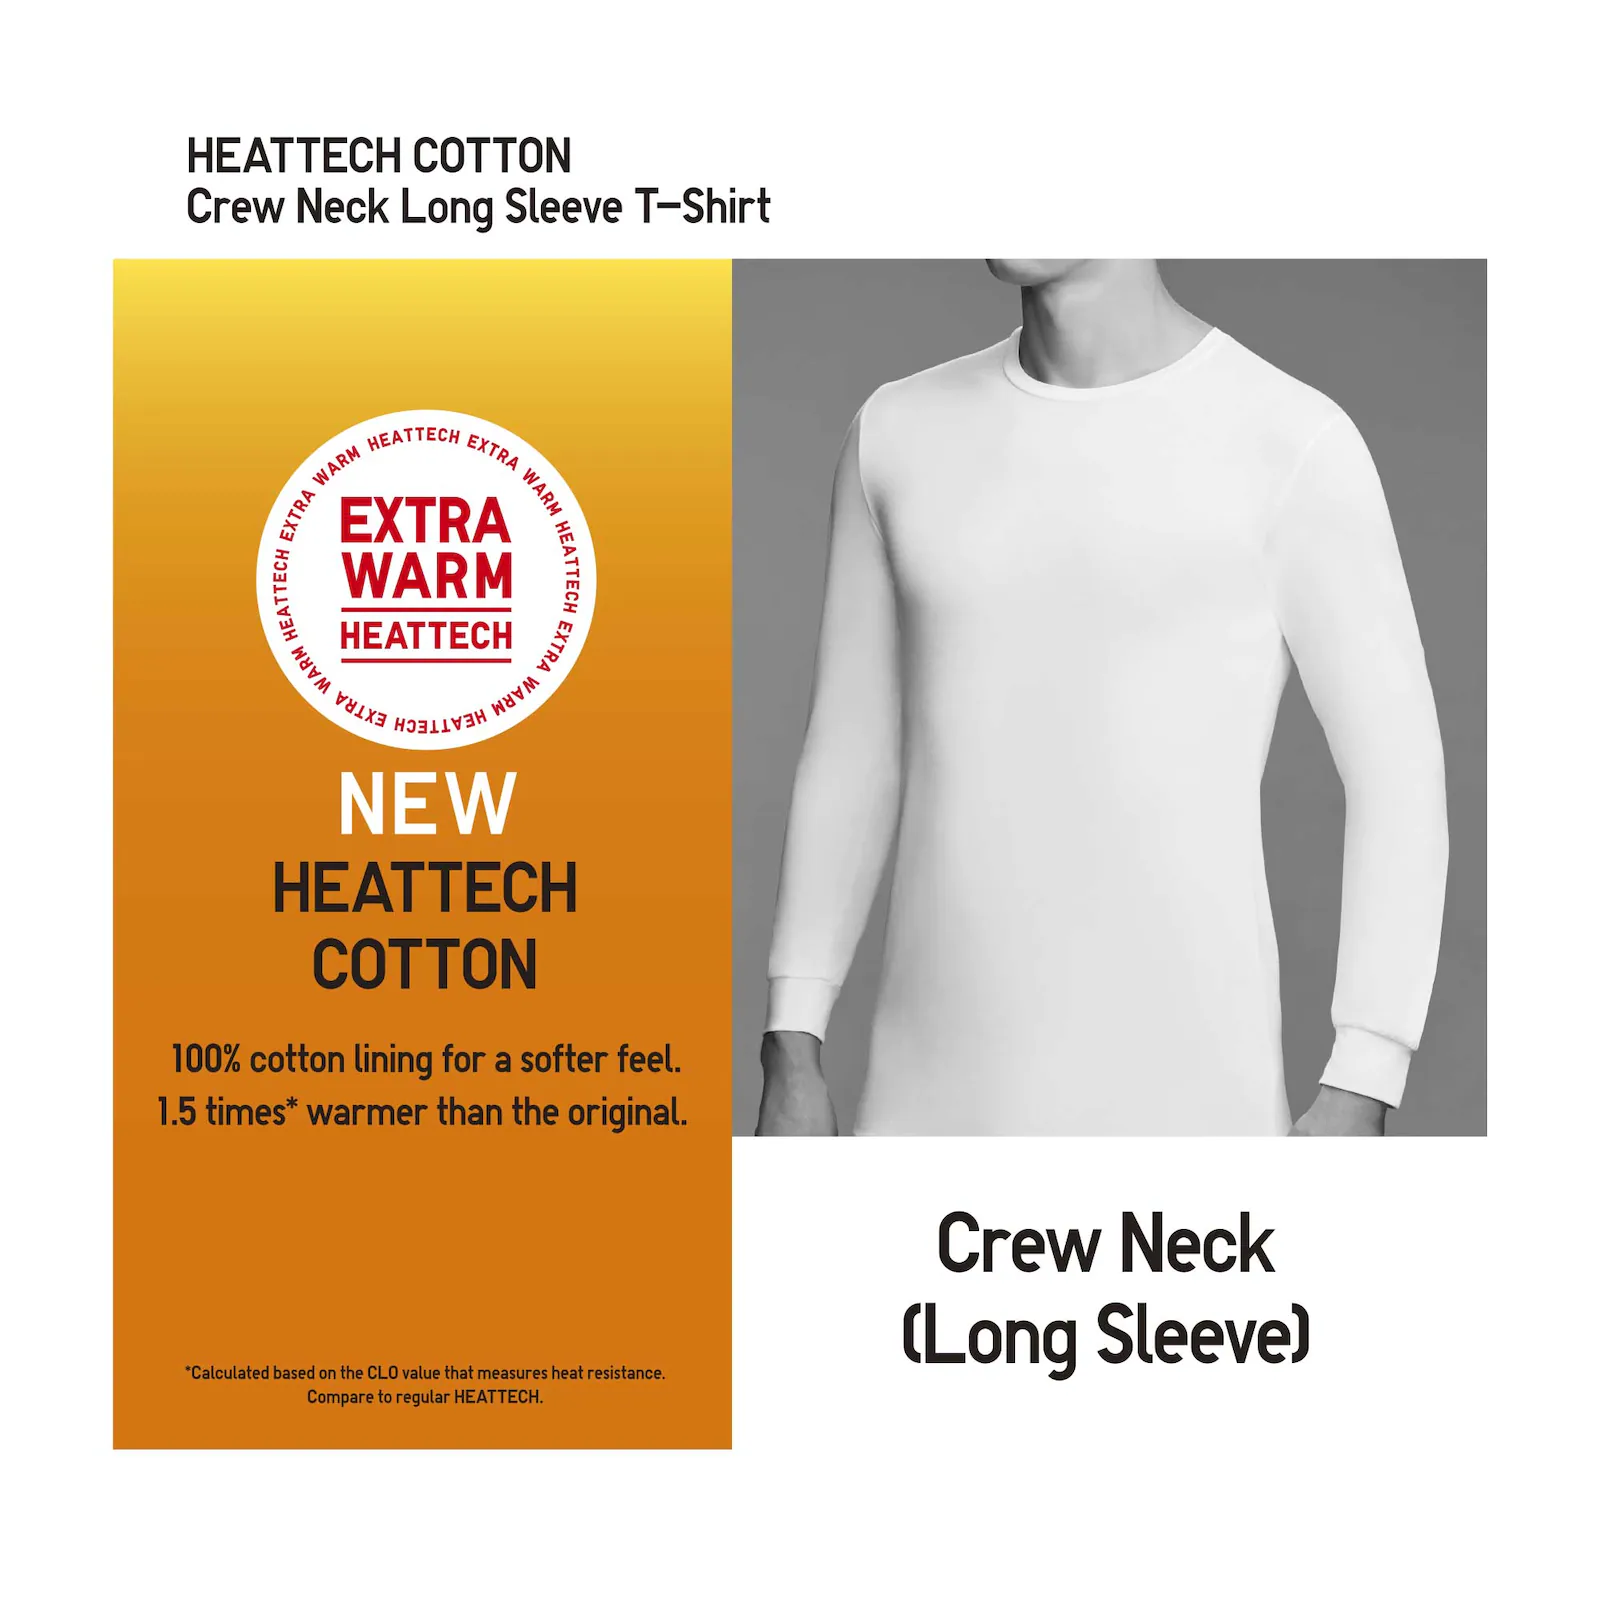 HEATTECH COTTON
Crew Neck Long Sleeve T-Shirt
HEATTECH EXTRA WARM HEATTECH EXTRA WARM HEATTECH EXTRA WARM HEATTECH EXTRA WARM
EXTRA
WARM
HEATTECH
NEW
HEATTECH
COTTON
100% cotton lining for a softer feel.
1.5 times* warmer than the original.
*Calculated based on the CLO value that measures heat resistance.
Compare to regular HEATTECH.
Crew Neck
(Long Sleeve)